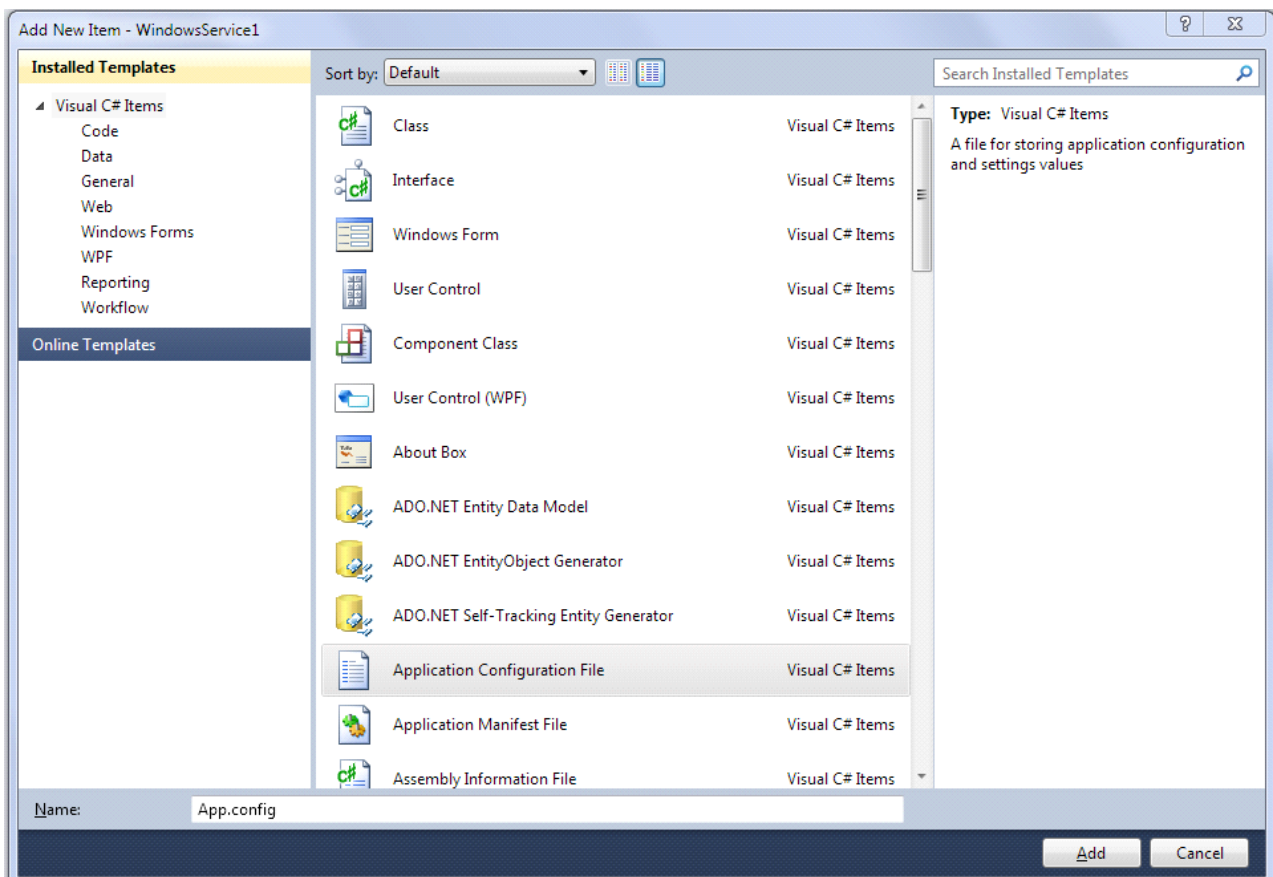 Add New Item - WindowsService1
Installed Templates
Visual C# Items
Code
Data
General
Web
Windows Forms
WPF
Reporting
Workflow
Online Templates
Sort by: Default
Class Visual C# Items
Interface Visual C# Items
Windows Form Visual C# Items
User Control Visual C# Items
Component Class Visual C# Items
User Control (WPF) Visual C# Items
About Box Visual C# Items
ADO.NET Entity Data Model Visual C# Items
ADO.NET EntityObject Generator Visual C# Items
ADO.NET Self-Tracking Entity Generator Visual C# Items
Application Configuration File Visual C# Items
Application Manifest File Visual C# Items
Assembly Information File Visual C# Items
Search Installed Templates
Type: Visual C# Items
A file for storing application configuration
and settings values
Name: App.config
Add Cancel